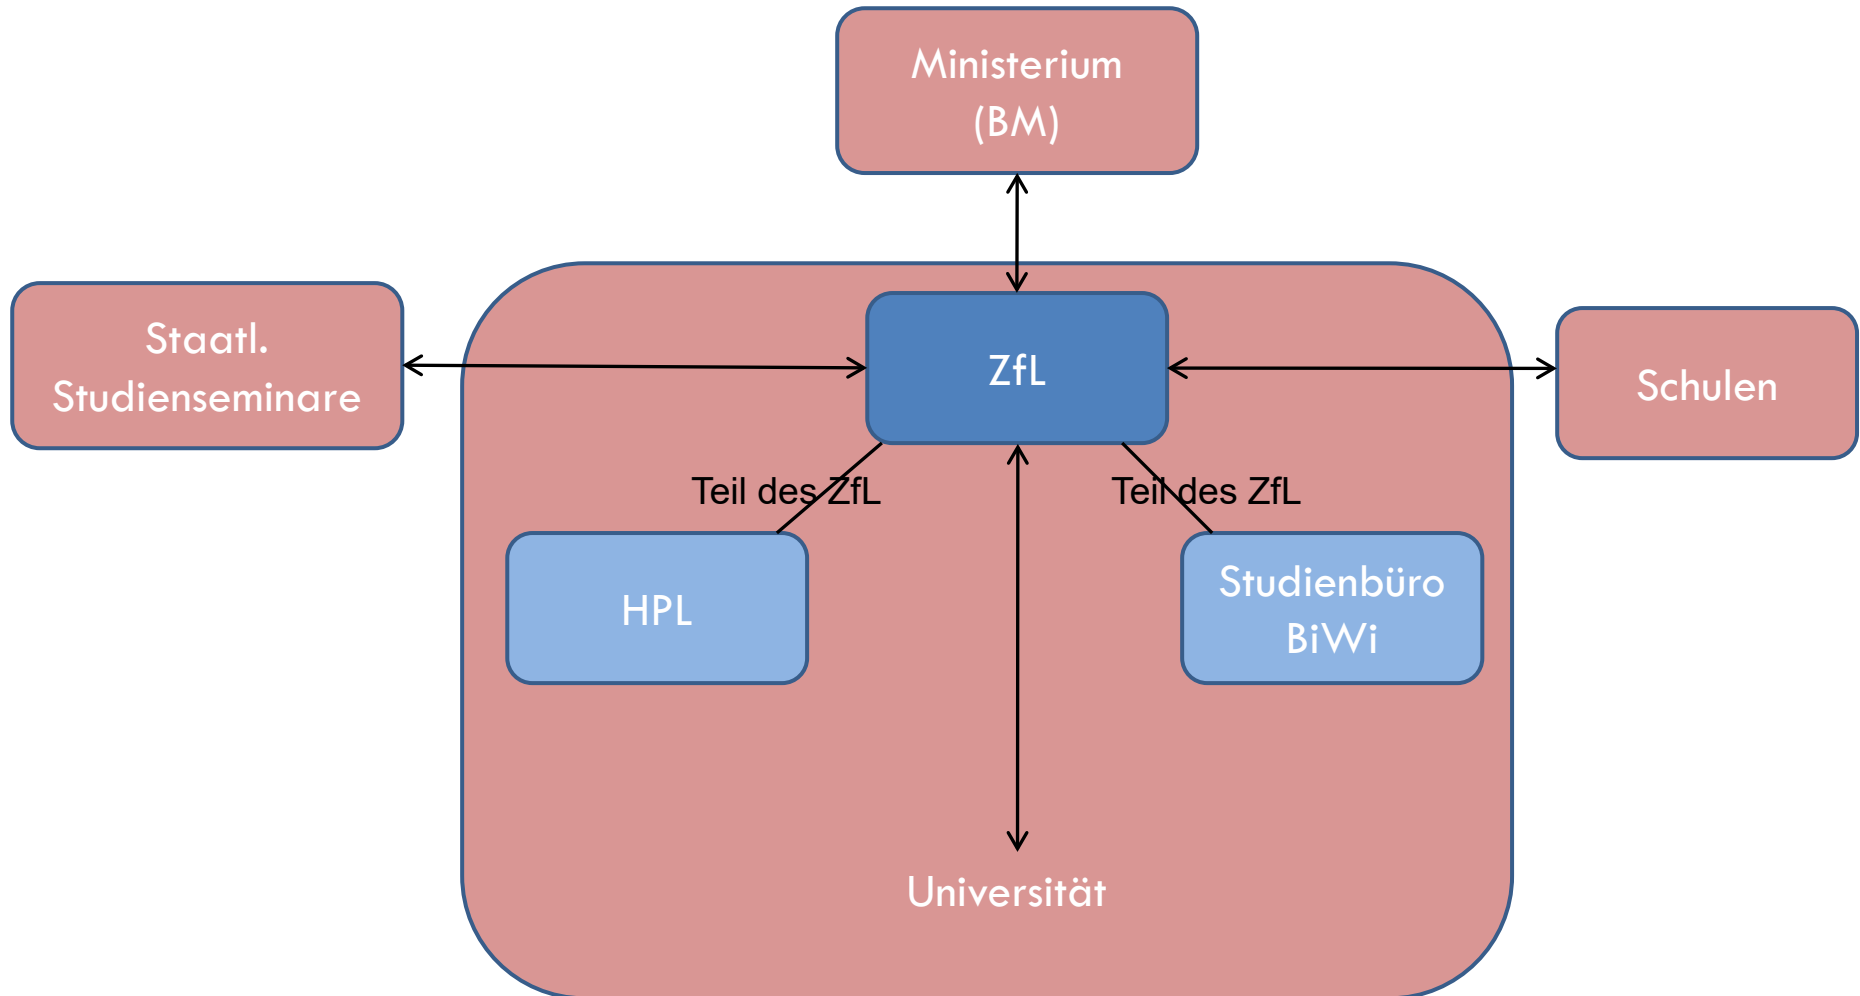 Ministerium
(BM)
Staatl.
Studienseminare
ZfL
Schulen
Teil des ZfL
Teil des ZfL
HPL
Studienbüro
BiWi
Universität